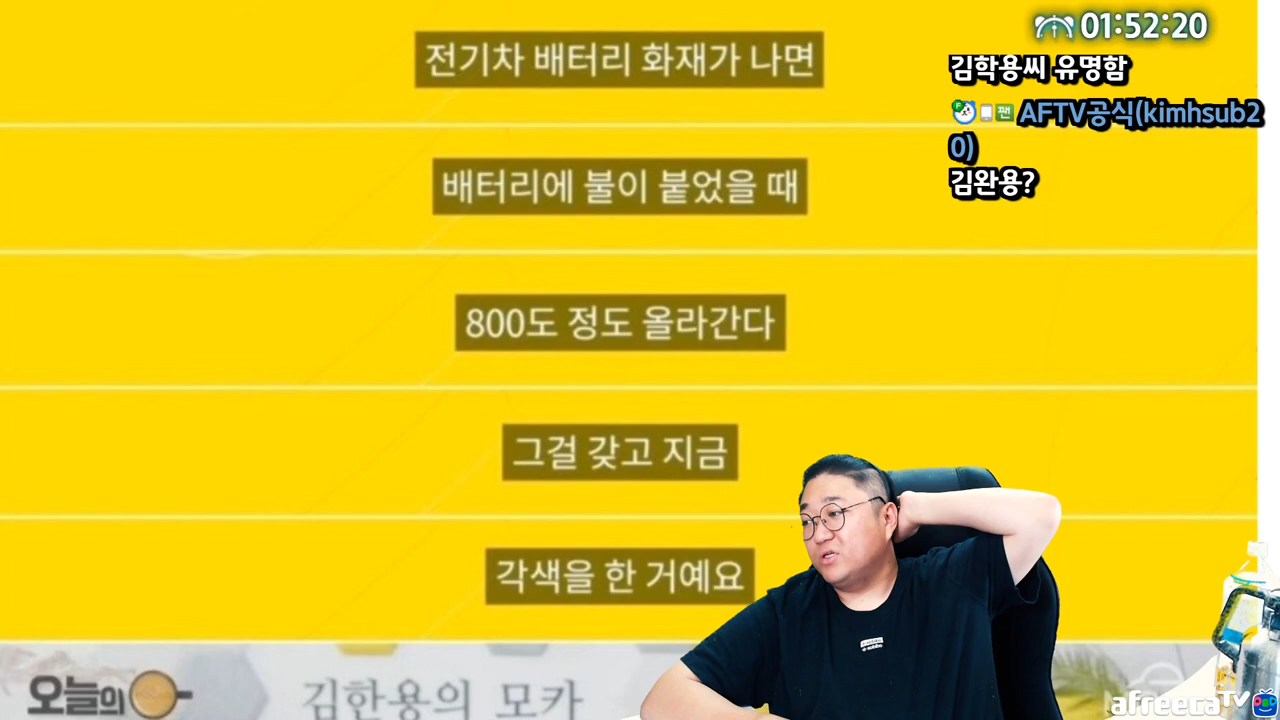 전기차 배터리 화재가 나면
배터리에 불이 붙었을 때
800도 정도 올라간다
그걸 갖고 지금
각색을 한 거예요
01:52:20
김학용씨 유명함
F 팬 AFTV공식(kimhsub2
0)
김완용?
오늘의
김한용의 모카
afreecaTV